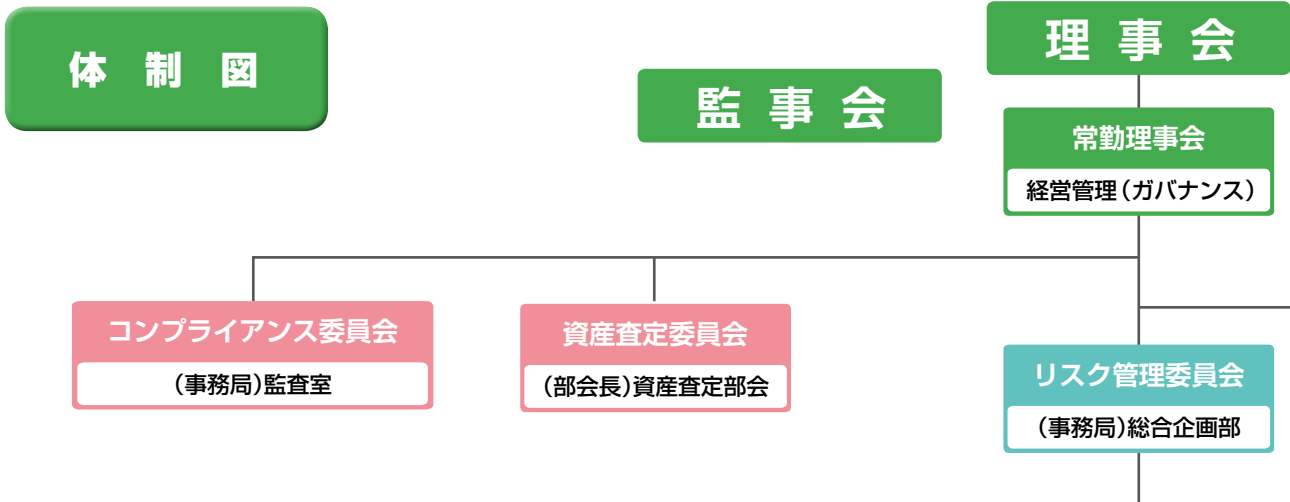 体制図
理事会
監事会
常勤理事会
経営管理(ガバナンス)
コンプライアンス委員会
(事務局)監査室
資産査定委員会
(部会長)資産査定部会
リスク管理委員会
(事務局)総合企画部